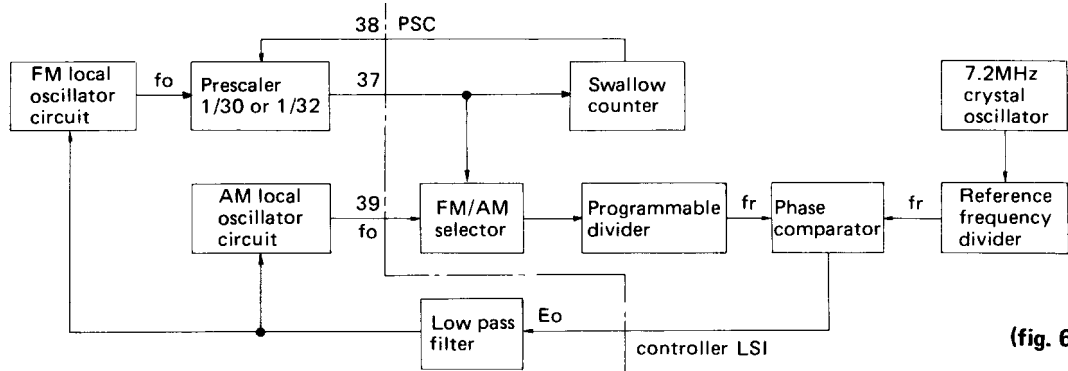 38 PSC
FM local
oscillator
circuit
fo
Prescaler
1/30 or 1/32
37
Swallow
counter
7.2MHz
crystal
oscillator
AM local
oscillator
circuit
39
fo
FM/AM
selector
Programmable
divider
fr
Phase
comparator
fr
Reference
frequency
divider
Low pass
filter
Eo
controller LSI
(fig. 6